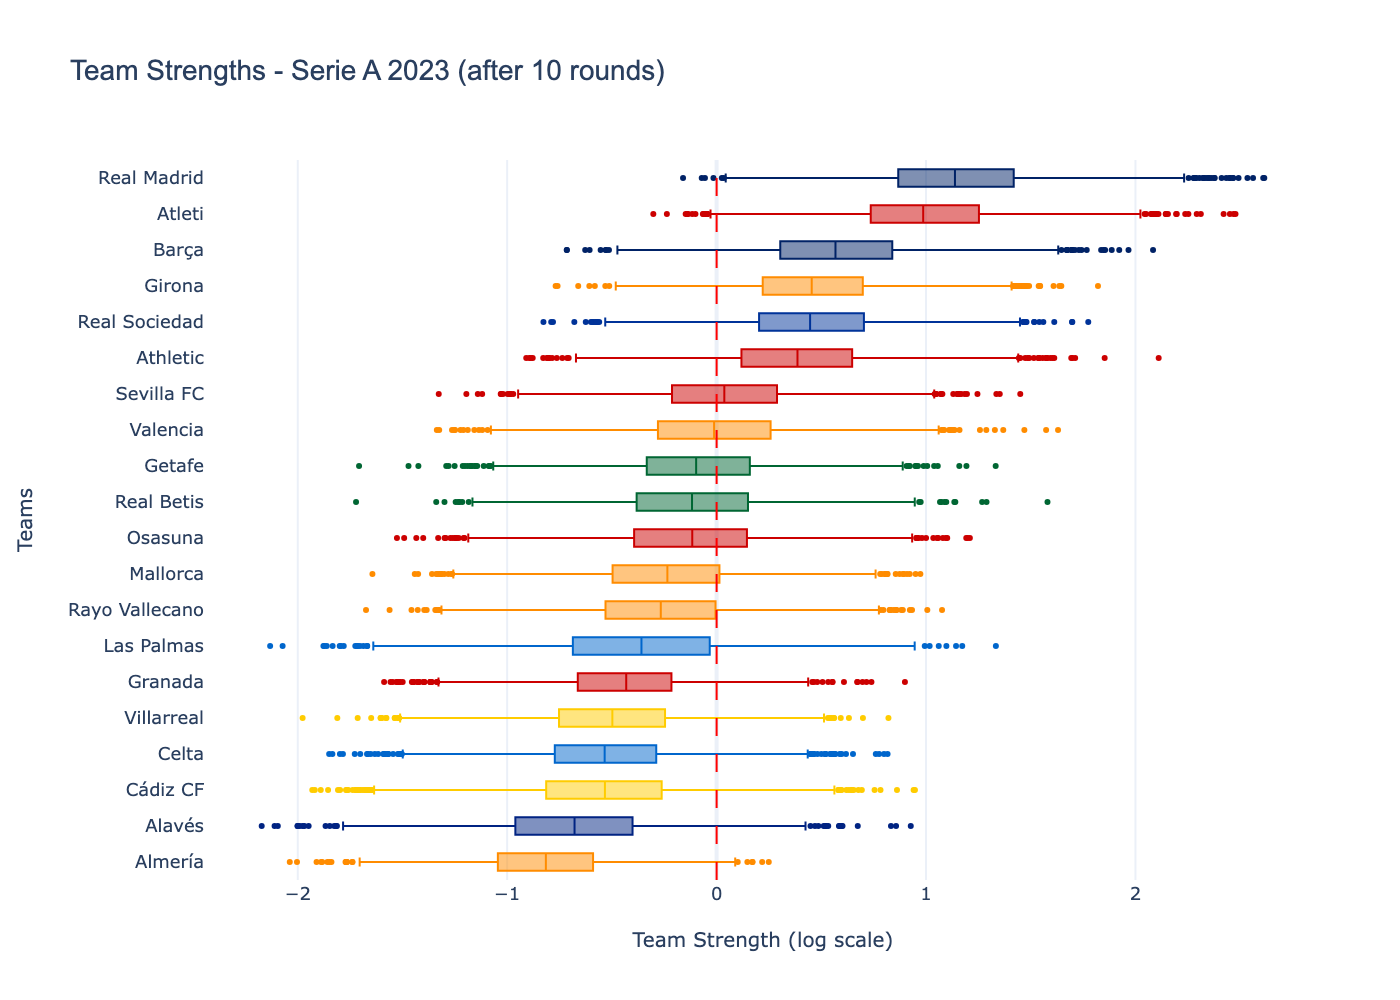 Team Strengths - Serie A 2023 (after 10 rounds)
Real Madrid
Atleti
Barça
Girona
Real Sociedad
Athletic
Sevilla FC
Valencia
Getafe
Real Betis
Osasuna
Mallorca
Rayo Vallecano
Las Palmas
Granada
Villarreal
Celta
Cádiz CF
Alavés
Almería
Teams
−2 −1 0 1 2
Team Strength (log scale)